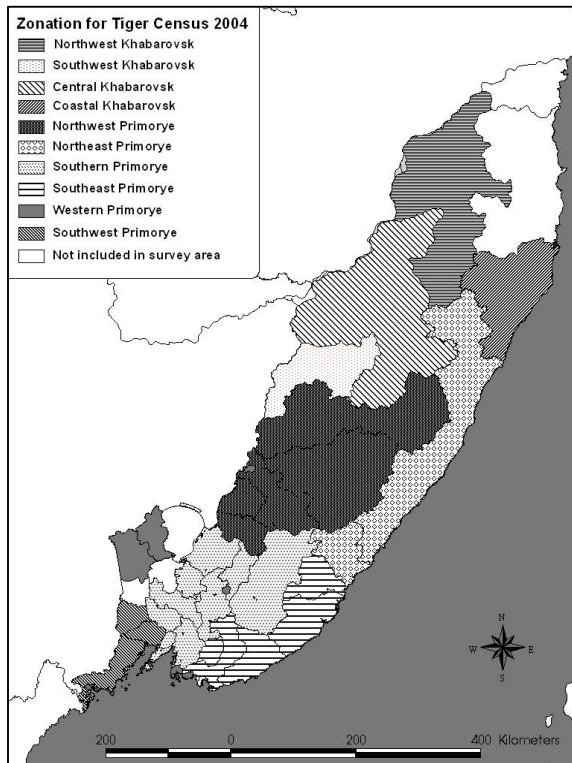 Zonation for Tiger Census 2004
Northwest Khabarovsk
Southwest Khabarovsk
Central Khabarovsk
Coastal Khabarovsk
Northwest Primorye
Northeast Primorye
Southern Primorye
Southeast Primorye
Western Primorye
Southwest Primorye
Not included in survey area
N
W E
S
200 0 200 400 Kilometers